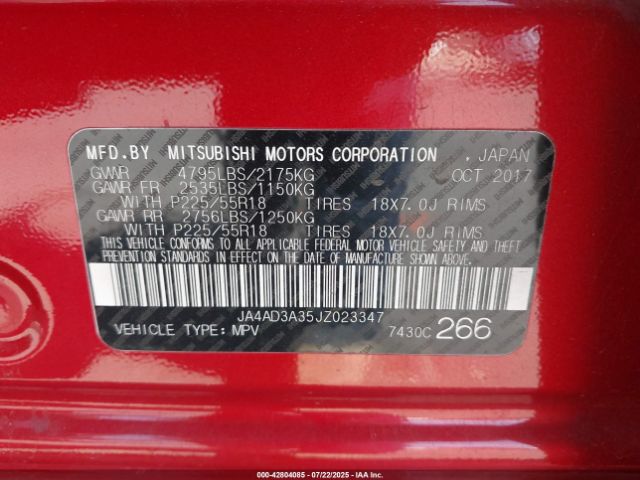 MFD.BY MITSUBISHI MOTORS CORPORATION , JAPAN
GVWR 4795LBS/2175KG OCT 2017
GAWR FR 2535LBS/1150KG
WITH P225/55R18 TIRES 18X7.0J RIMS
GAWR RR 2756LBS/1250KG
WITH P225/55R18 TIRES 18X7.0J RIMS
THIS VEHICLE CONFORMS TO ALL APPLICABLE FEDERAL MOTOR VEHICLE SAFETY AND THEFT
PREVENTION STANDARDS IN EFFECT ON THE DATE OF MANUFACTURE SHOWN ABOVE.
JA4AD3A35JZ023347
VEHICLE TYPE: MPV 7430C 266
000-42804085 - 07/22/2025 - IAAI.com